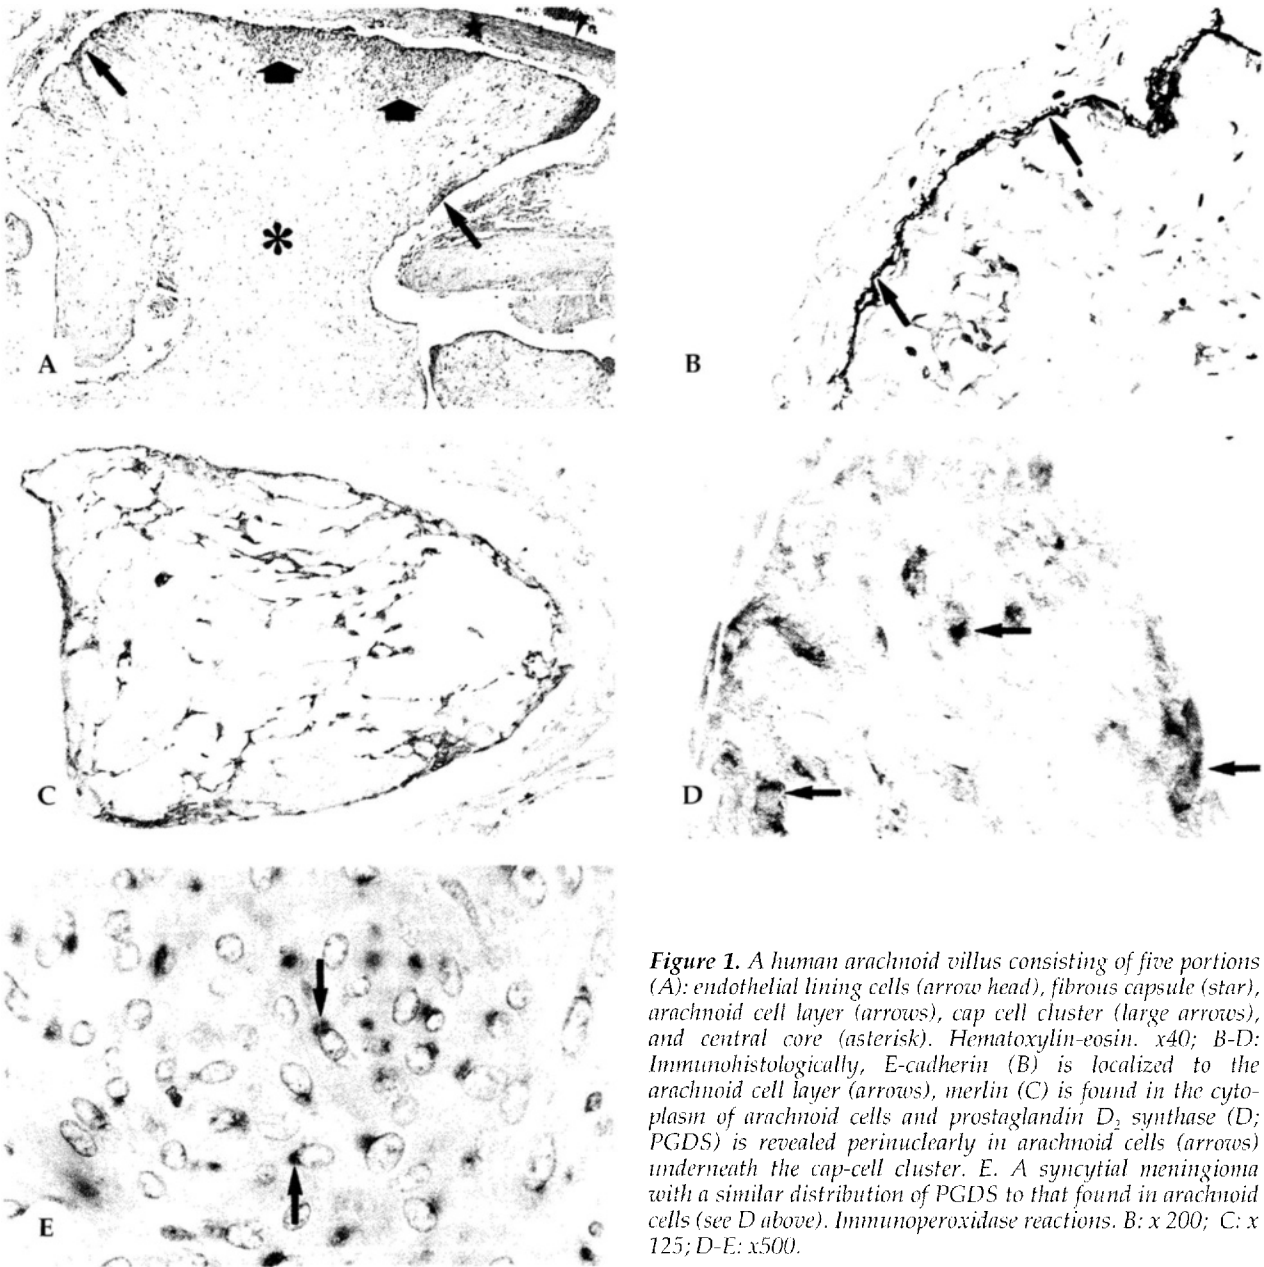 A
*
B
C
D
E
Figure 1. A human arachnoid villus consisting of five portions
(A): endothelial lining cells (arrow head), fibrous capsule (star),
arachnoid cell layer (arrows), cap cell cluster (large arrows),
and central core (asterisk). Hematoxylin-eosin. x40; B-D:
Immunohistologically, E-cadherin (B) is localized to the
arachnoid cell layer (arrows), merlin (C) is found in the cyto-
plasm of arachnoid cells and prostaglandin D₂ synthase (D;
PGDS) is revealed perinuclearly in arachnoid cells (arrows)
underneath the cap-cell cluster. E. A syncytial meningioma
with a similar distribution of PGDS to that found in arachnoid
cells (see D above). Immunoperoxidase reactions. B: x 200; C: x
125; D-E: x500.